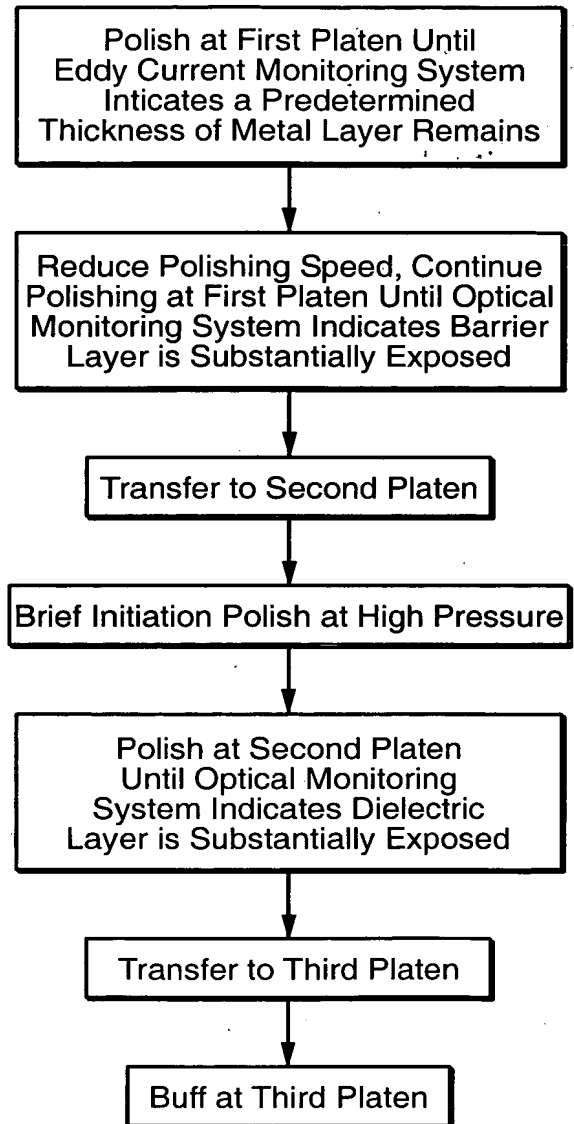 Polish at First Platen Until
Eddy Current Monitoring System
Inticates a Predetermined
Thickness of Metal Layer Remains
Reduce Polishing Speed, Continue
Polishing at First Platen Until Optical
Monitoring System Indicates Barrier
Layer is Substantially Exposed
Transfer to Second Platen
Brief Initiation Polish at High Pressure
Polish at Second Platen
Until Optical Monitoring
System Indicates Dielectric
Layer is Substantially Exposed
Transfer to Third Platen
Buff at Third Platen